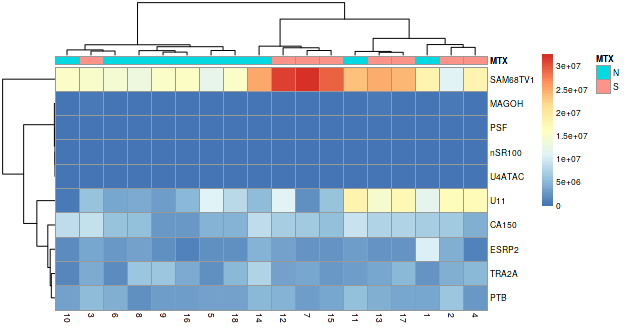 MTX
SAM68TV1
MAGOH
PSF
nSR100
U4ATAC
U11
CA150
ESRP2
TRA2A
PTB
10 3 6 8 9 16 5 18 14 12 7 15 11 13 17 1 2 4
3e+07
2.5e+07
2e+07
1.5e+07
1e+07
5e+06
0
MTX
N
S